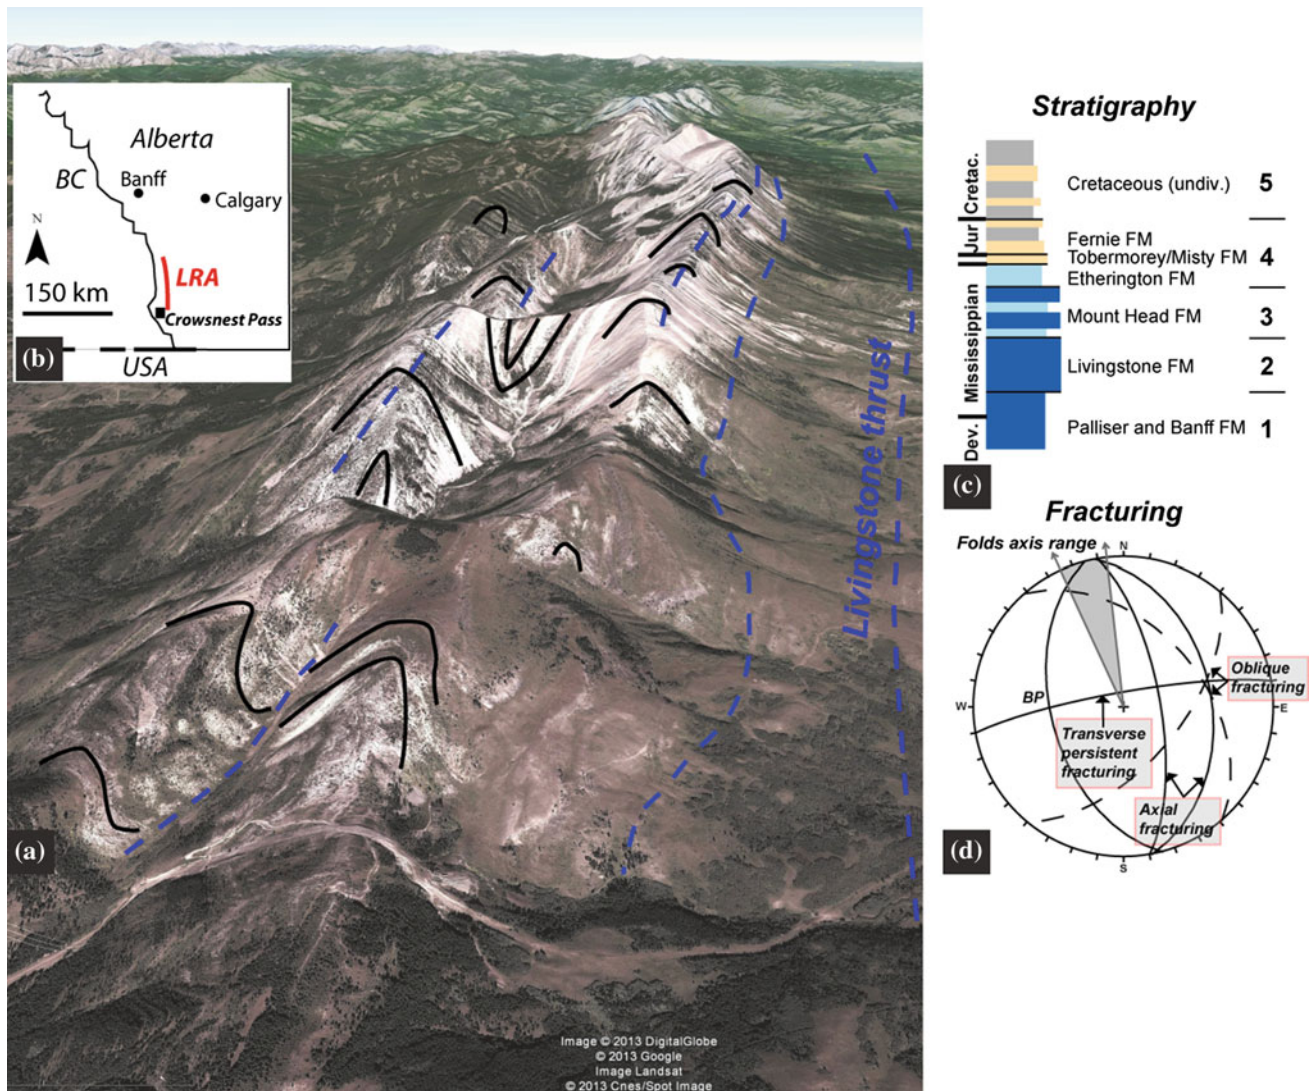 Alberta
BC
Banff
Calgary
N
LRA
150 km
Crowsnest Pass
(b)
USA
Livingstone thrust
(a)
Image © 2013 DigitalGlobe
© 2013 Google
Image Landsat
© 2013 Cnes/Spot Image
Stratigraphy
Cretac.
Jur
Mississippian
Dev.
Cretaceous (undiv.) 5
Fernie FM
Tobermorey/Misty FM 4
Etherington FM
Mount Head FM 3
Livingstone FM 2
Palliser and Banff FM 1
(c)
Fracturing
Folds axis range
N
Oblique
fracturing
BP
W
E
Transverse
persistent
fracturing
Axial
fracturing
(d)
S